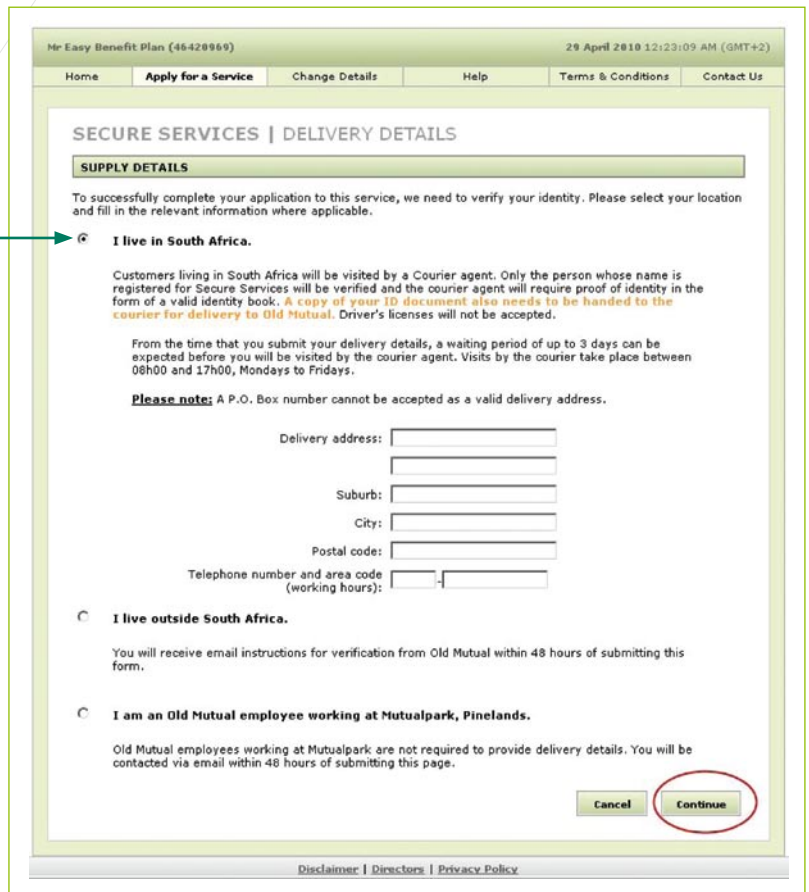 Mr Easy Benefit Plan (46420969) 29 April 2010 12:23:09 AM (GMT+2)
Home Apply for a Service Change Details Help Terms & Conditions Contact Us
SECURE SERVICES | DELIVERY DETAILS
SUPPLY DETAILS
To successfully complete your application to this service, we need to verify your identity. Please select your location
and fill in the relevant information where applicable.
I live in South Africa.
Customers living in South Africa will be visited by a Courier agent. Only the person whose name is
registered for Secure Services will be verified and the courier agent will require proof of identity in the
form of a valid identity book. A copy of your ID document also needs to be handed to the
courier for delivery to Old Mutual. Driver's licenses will not be accepted.
From the time that you submit your delivery details, a waiting period of up to 3 days can be
expected before you will be visited by the courier agent. Visits by the courier take place between
08h00 and 17h00, Mondays to Fridays.
Please note: A P.O. Box number cannot be accepted as a valid delivery address.
Delivery address:
Suburb:
City:
Postal code:
Telephone number and area code
(working hours): -
I live outside South Africa.
You will receive email instructions for verification from Old Mutual within 48 hours of submitting this
form.
I am an Old Mutual employee working at Mutualpark, Pinelands.
Old Mutual employees working at Mutualpark are not required to provide delivery details. You will be
contacted via email within 48 hours of submitting this page.
Cancel Continue
Disclaimer | Directors | Privacy Policy